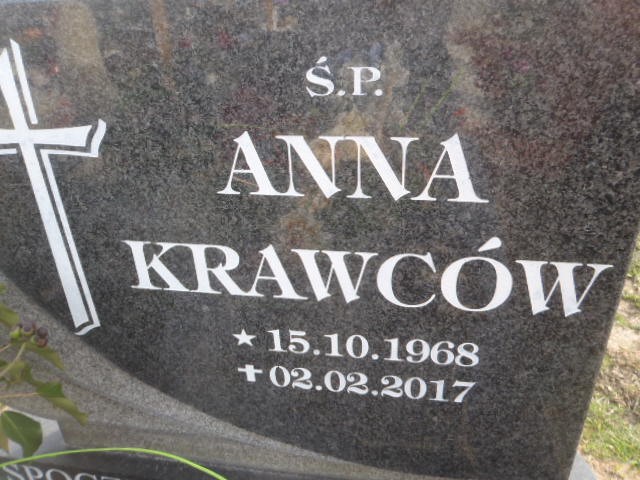 Ś.P.
ANNA
KRAWCÓW
★ 15.10.1968
✝ 02.02.2017